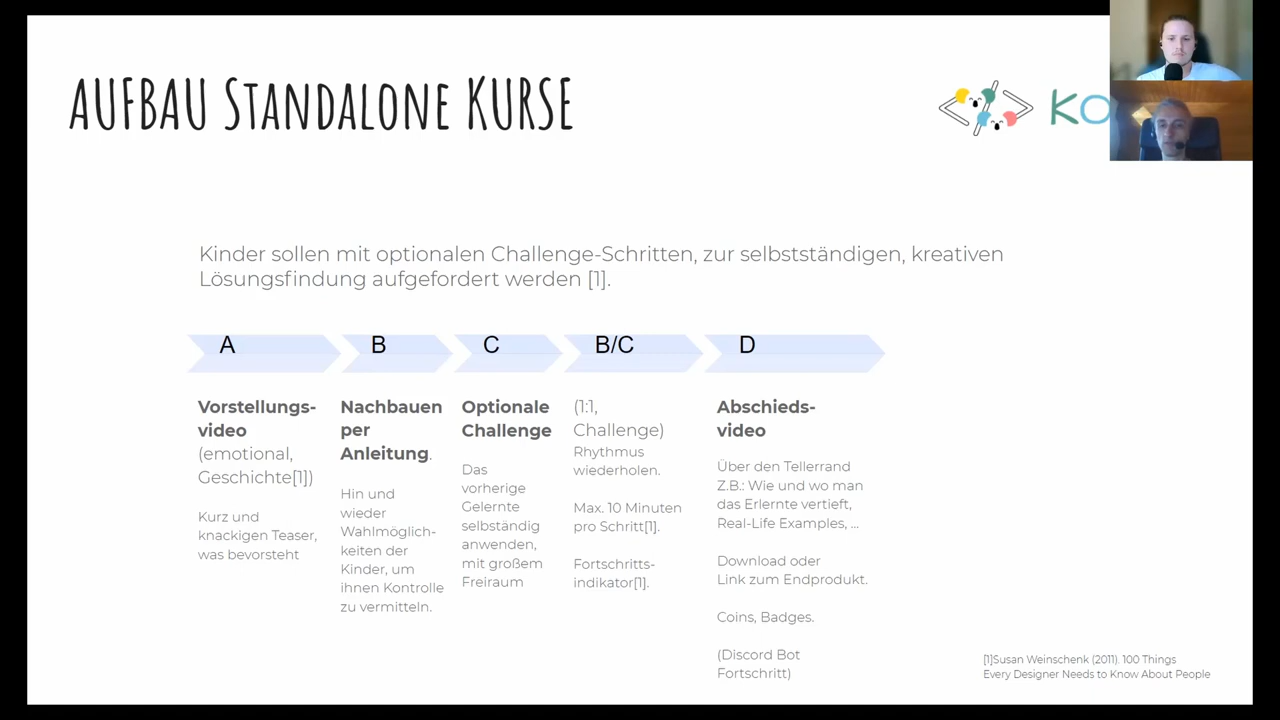 AUFBAU STANDALONE KURSE
Kinder sollen mit optionalen Challenge-Schritten, zur selbstständigen, kreativen
Lösungsfindung aufgefordert werden [1].
A
B
C
B/C
D
Vorstellungs-
video
(emotional,
Geschichte[1])
Kurz und
knackigen Teaser,
was bevorsteht
Nachbauen
per
Anleitung.
Hin und
wieder
Wahlmöglich-
keiten der
Kinder, um
ihnen Kontrolle
zu vermitteln.
Optionale
Challenge
Das
vorherige
Gelernte
selbständig
anwenden,
mit großem
Freiraum
(1:1,
Challenge)
Rhythmus
wiederholen.
Max. 10 Minuten
pro Schritt[1].
Fortschritts-
indikator[1].
Abschieds-
video
Über den Tellerrand
Z.B.: Wie und wo man
das Erlernte vertieft,
Real-Life Examples, ...
Download oder
Link zum Endprodukt.
Coins, Badges.
(Discord Bot
Fortschritt)
[1]Susan Weinschenk (2011). 100 Things
Every Designer Needs to Know About People